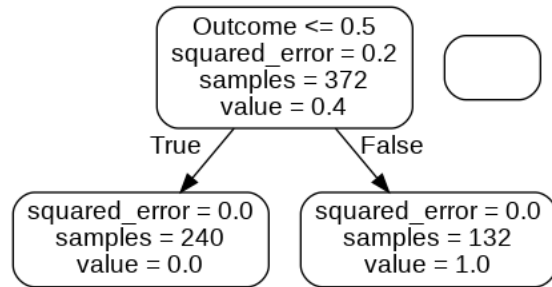 Outcome <= 0.5
squared_error = 0.2
samples = 372
value = 0.4
True
False
squared_error = 0.0
samples = 240
value = 0.0
squared_error = 0.0
samples = 132
value = 1.0